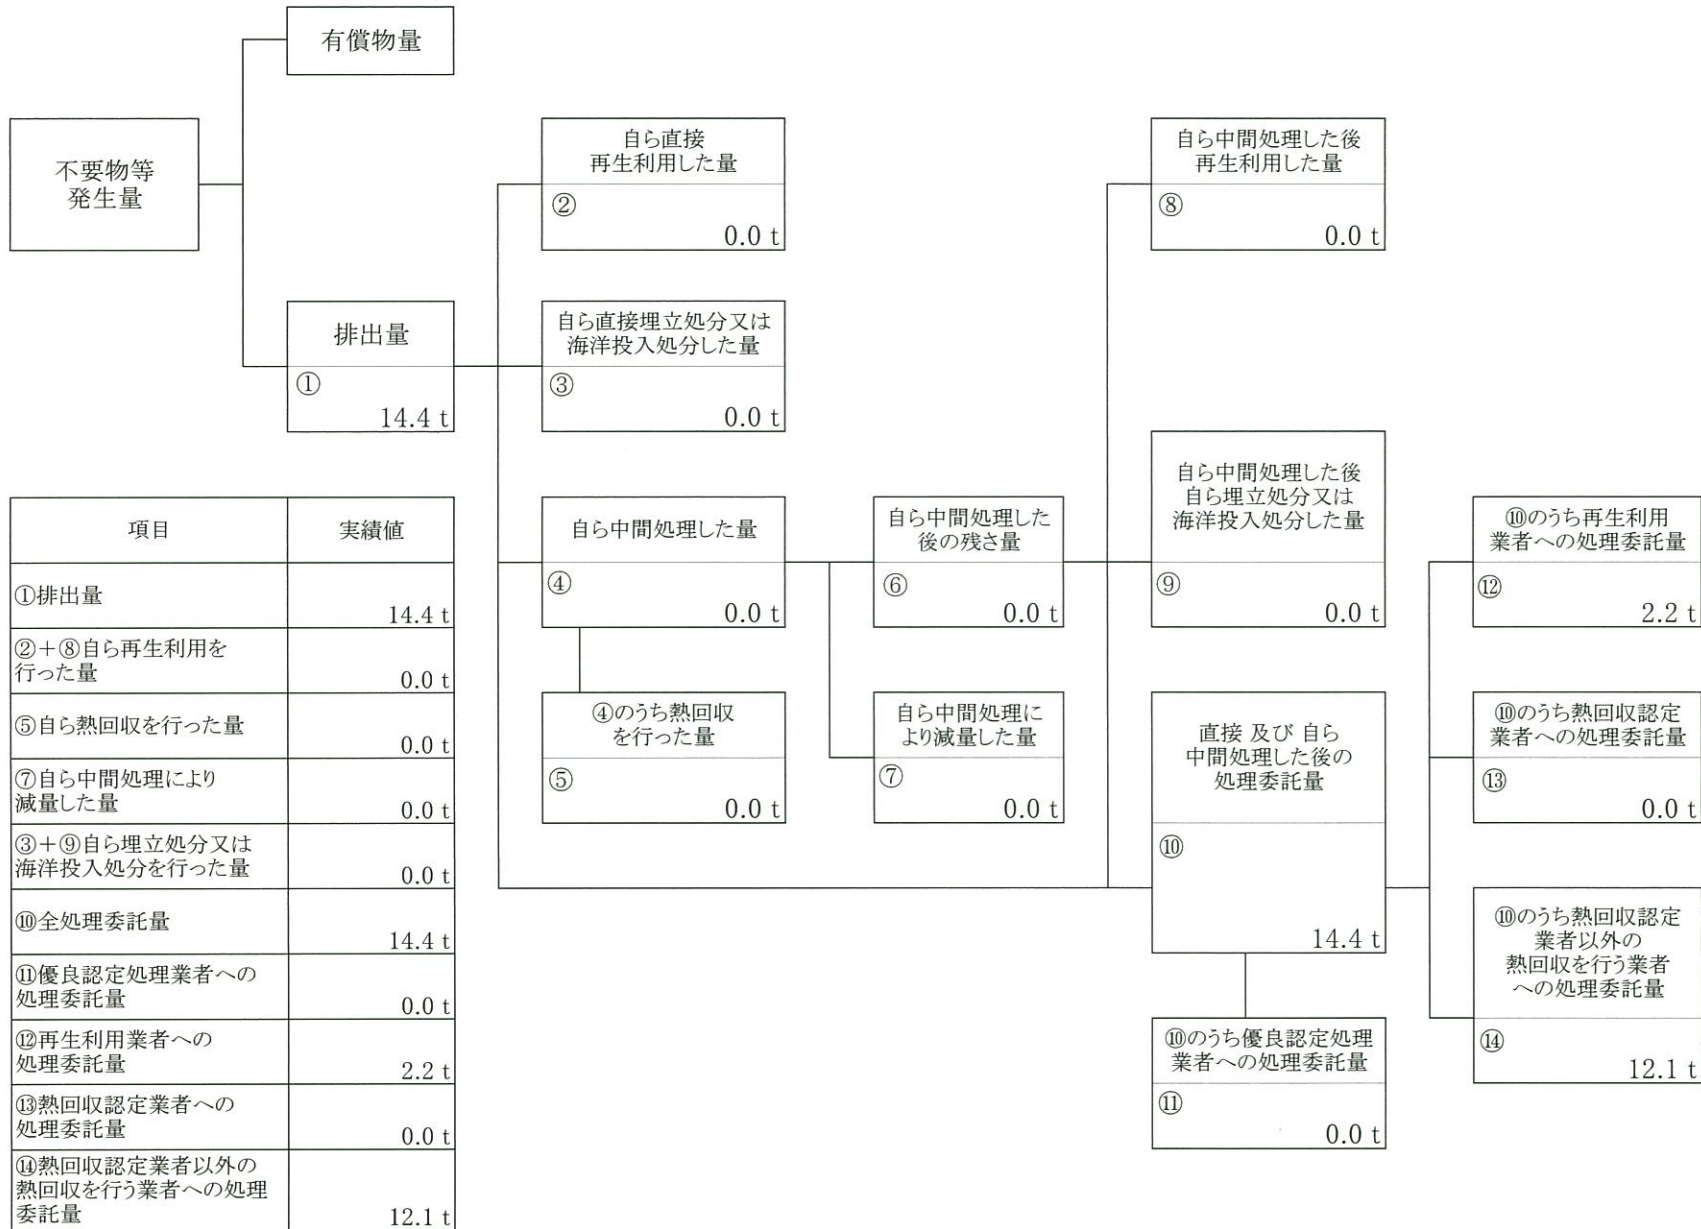 有償物量
不要物等
発生量
排出量
①
14.4 t
自ら直接
再生利用した量
②
0.0 t
自ら直接埋立処分又は
海洋投入処分した量
③
0.0 t
自ら中間処理した量
④
0.0 t
④のうち熱回収
を行った量
⑤
0.0 t
自ら中間処理した
後の残さ量
⑥
0.0 t
自ら中間処理に
より減量した量
⑦
0.0 t
自ら中間処理した後
再生利用した量
⑧
0.0 t
自ら中間処理した後
自ら埋立処分又は
海洋投入処分した量
⑨
0.0 t
直接 及び 自ら
中間処理した後の
処理委託量
⑩
14.4 t
⑩のうち優良認定処理
業者への処理委託量
⑪
0.0 t
⑩のうち再生利用
業者への処理委託量
⑫
2.2 t
⑩のうち熱回収認定
業者への処理委託量
⑬
0.0 t
⑩のうち熱回収認定
業者以外の
熱回収を行う業者
への処理委託量
⑭
12.1 t
項目 実績値
①排出量
14.4 t
②＋⑧自ら再生利用を
行った量
0.0 t
⑤自ら熱回収を行った量
0.0 t
⑦自ら中間処理により
減量した量
0.0 t
③＋⑨自ら埋立処分又は
海洋投入処分を行った量
0.0 t
⑩全処理委託量
14.4 t
⑪優良認定処理業者への
処理委託量
0.0 t
⑫再生利用業者への
処理委託量
2.2 t
⑬熱回収認定業者への
処理委託量
0.0 t
⑭熱回収認定業者以外の
熱回収を行う業者への処理
委託量
12.1 t